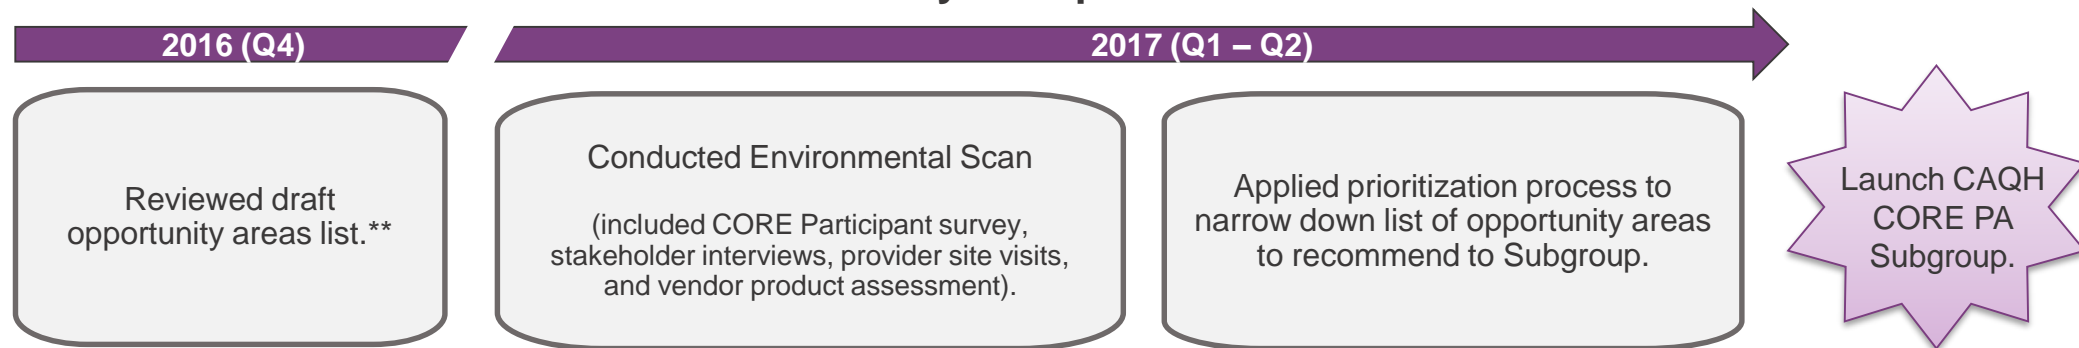 2016 (Q4)
2017 (Q1 – Q2)
Reviewed draft
opportunity areas list.**
Conducted Environmental Scan
(included CORE Participant survey,
stakeholder interviews, provider site visits,
and vendor product assessment).
Applied prioritization process to
narrow down list of opportunity areas
to recommend to Subgroup.
Launch CAQH
CORE PA
Subgroup.